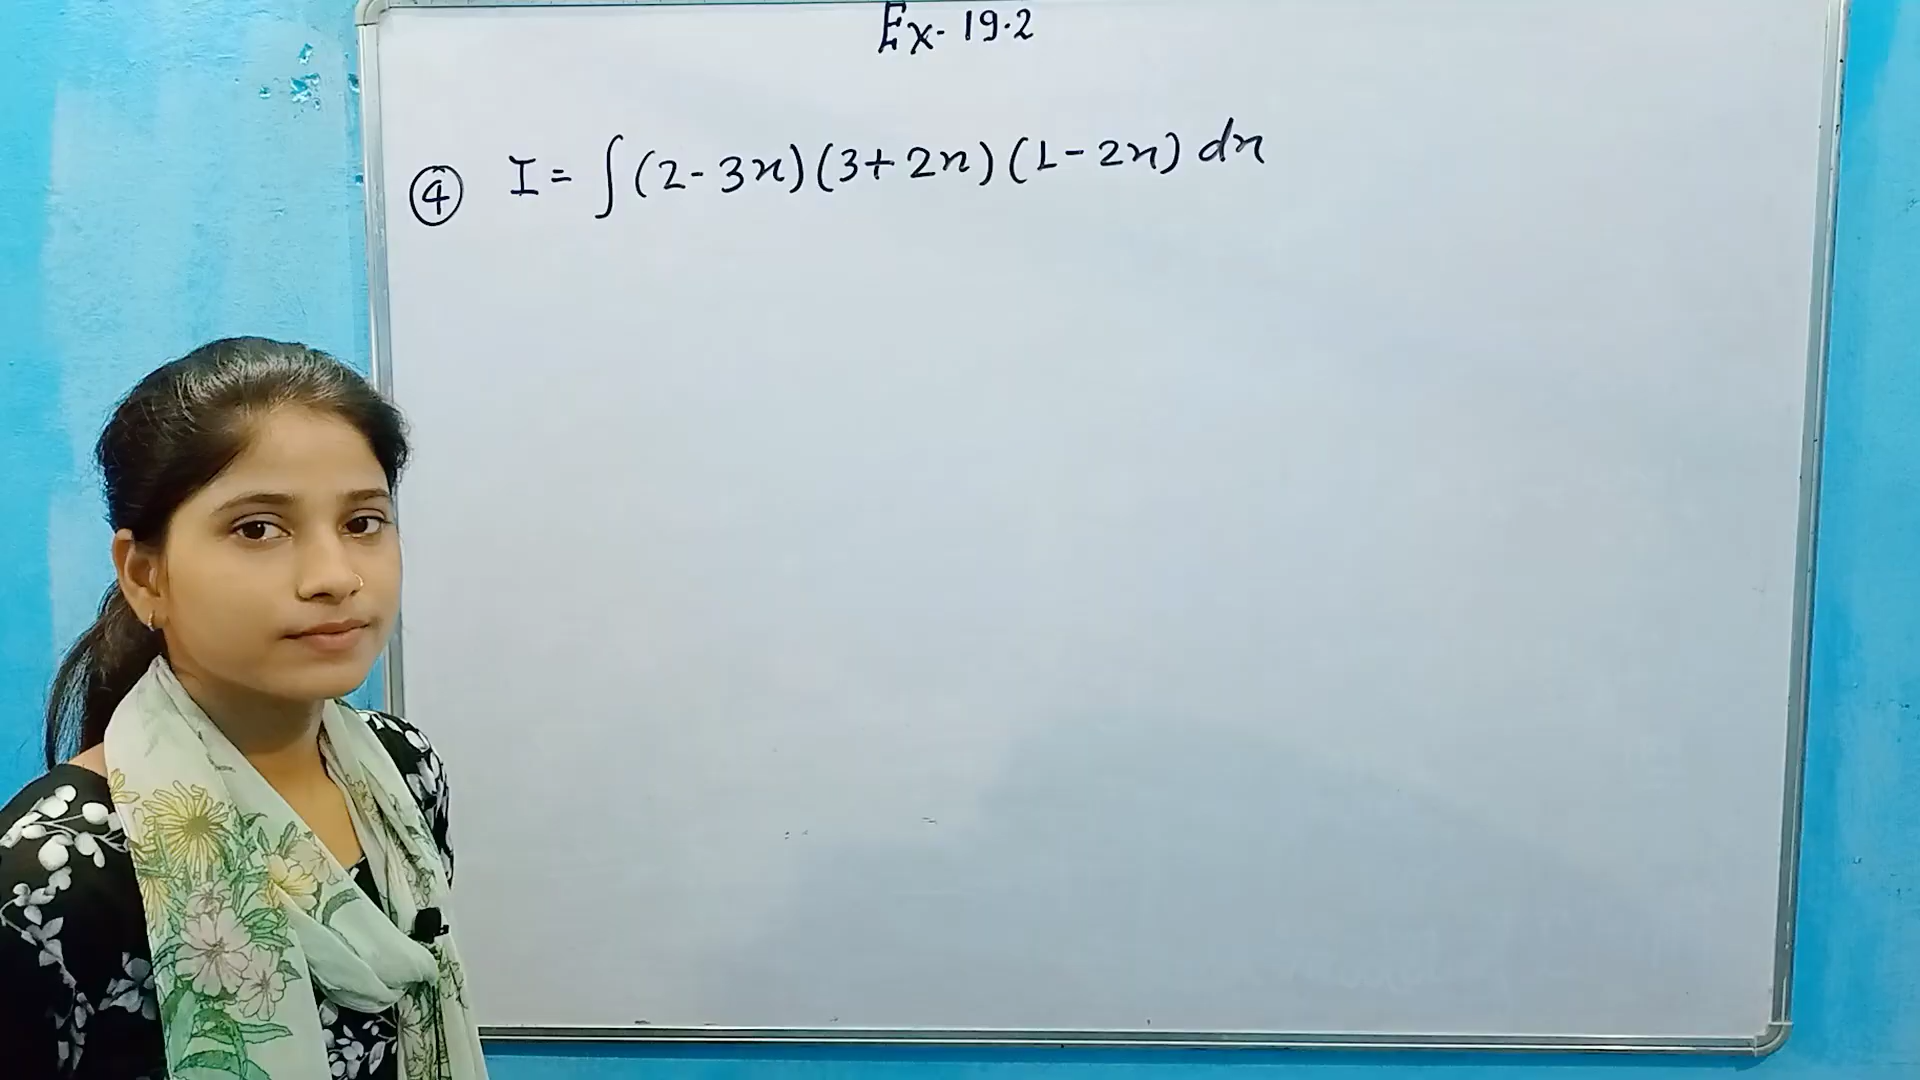 Ex. 19.2
④ I = ∫(2-3x)(3+2x)(1-2x) dx